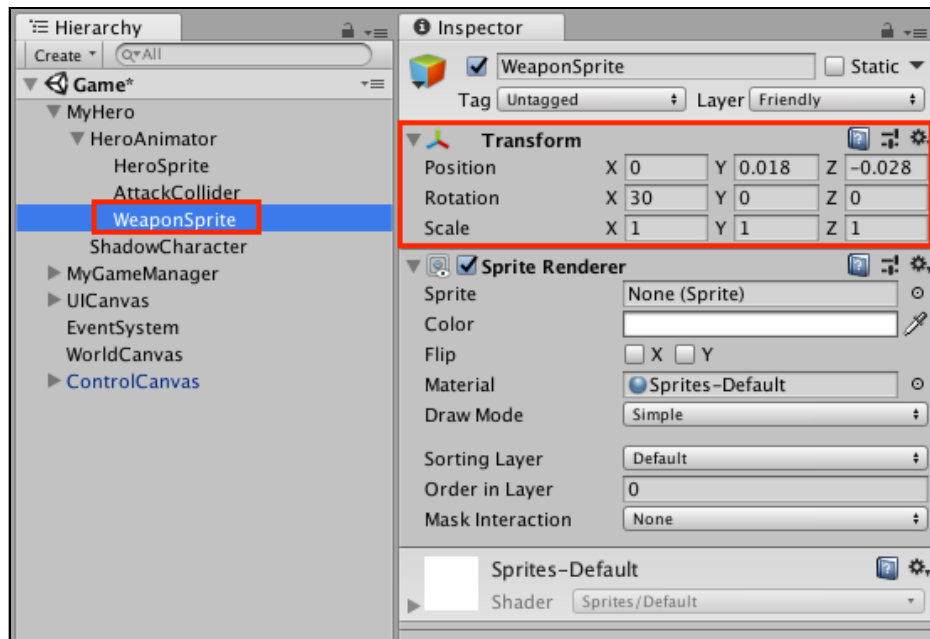 Hierarchy
Create All
Game*
MyHero
HeroAnimator
HeroSprite
AttackCollider
WeaponSprite
ShadowCharacter
MyGameManager
UICanvas
EventSystem
WorldCanvas
ControlCanvas
Inspector
WeaponSprite Static
Tag Untagged Layer Friendly
Transform
Position X 0 Y 0.018 Z -0.028
Rotation X 30 Y 0 Z 0
Scale X 1 Y 1 Z 1
Sprite Renderer
Sprite None (Sprite)
Color
Flip X Y
Material Sprites-Default
Draw Mode Simple
Sorting Layer Default
Order in Layer 0
Mask Interaction None
Sprites-Default
Shader Sprites/Default